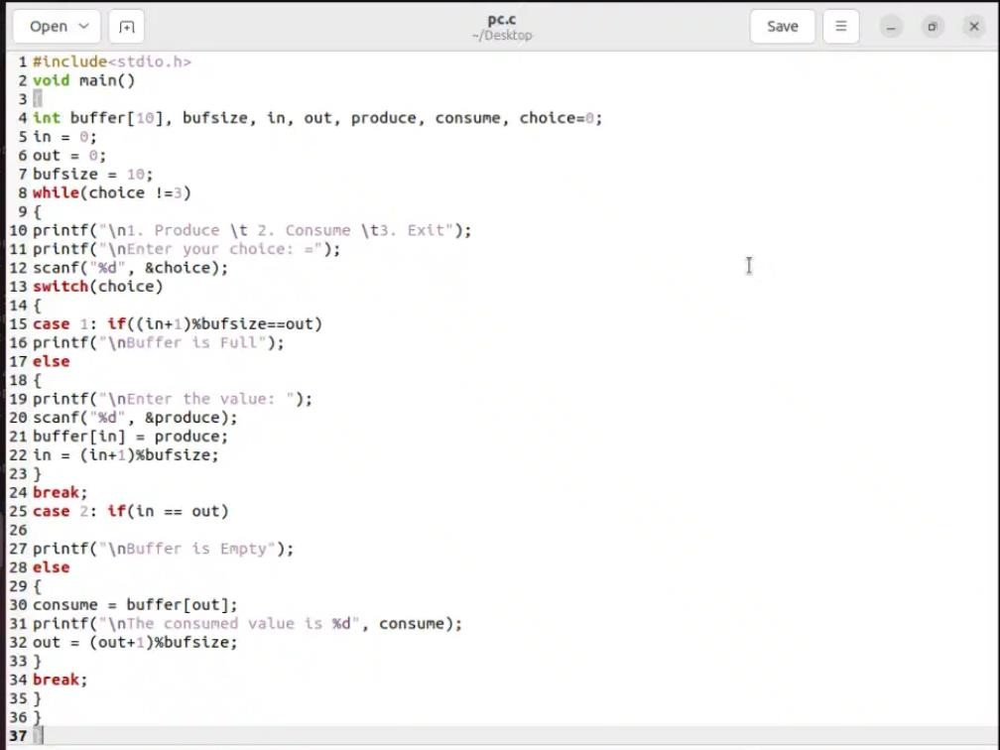 Open
pc.c
~/Desktop
Save
1 #include<stdio.h>
2 void main()
3 {
4 int buffer[10], bufsize, in, out, produce, consume, choice=0;
5 in = 0;
6 out = 0;
7 bufsize = 10;
8 while(choice !=3)
9 {
10 printf("\n1. Produce \t 2. Consume \t3. Exit");
11 printf("\nEnter your choice: =");
12 scanf("%d", &choice);
13 switch(choice)
14 {
15 case 1: if((in+1)%bufsize==out)
16 printf("\nBuffer is Full");
17 else
18 {
19 printf("\nEnter the value: ");
20 scanf("%d", &produce);
21 buffer[in] = produce;
22 in = (in+1)%bufsize;
23 }
24 break;
25 case 2: if(in == out)
26
27 printf("\nBuffer is Empty");
28 else
29 {
30 consume = buffer[out];
31 printf("\nThe consumed value is %d", consume);
32 out = (out+1)%bufsize;
33 }
34 break;
35 }
36 }
37 }